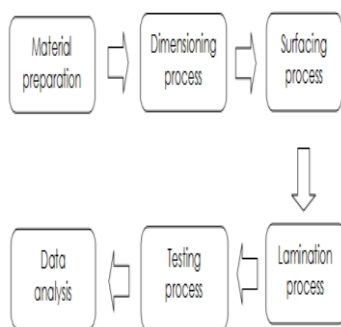 Material
preparation
Dimensioning
process
Surfacing
process
Lamination
process
Testing
process
Data
analysis